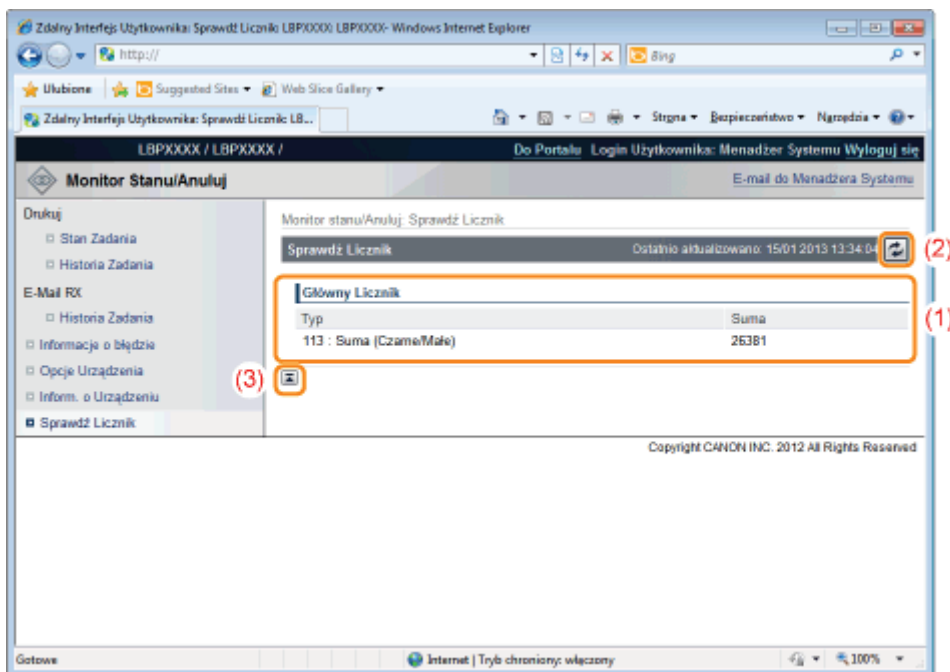 Zdalny Interfejs Użytkownika: Sprawdź Licznik: LBPXXXX: LBPXXXX- Windows Internet Explorer
http://
Bing
Ulubione Suggested Sites Web Slice Gallery
Zdalny Interfejs Użytkownika: Sprawdź Licznik: LB...
Strona Bezpieczeństwo Narzędzia
LBPXXXX / LBPXXXX /
Do Portalu Login Użytkownika: Menadżer Systemu Wyloguj się
Monitor Stanu/Anuluj
E-mail do Menadżera Systemu
Drukuj
Stan Zadania
Historia Zadania
E-Mail RX
Historia Zadania
Informacje o błędzie
Opcje Urządzenia
Inform. o Urządzeniu
Sprawdź Licznik
Monitor stanu/Anuluj: Sprawdź Licznik
Sprawdź Licznik
Ostatnio aktualizowano: 15/01 2013 13:34:04
(2)
Główny Licznik
(1)
Typ Suma
113 : Suma (Czarne/Małe) 26381
(3)
Copyright CANON INC. 2012 All Rights Reserved
Gotowe
Internet | Tryb chroniony: włączony
100%